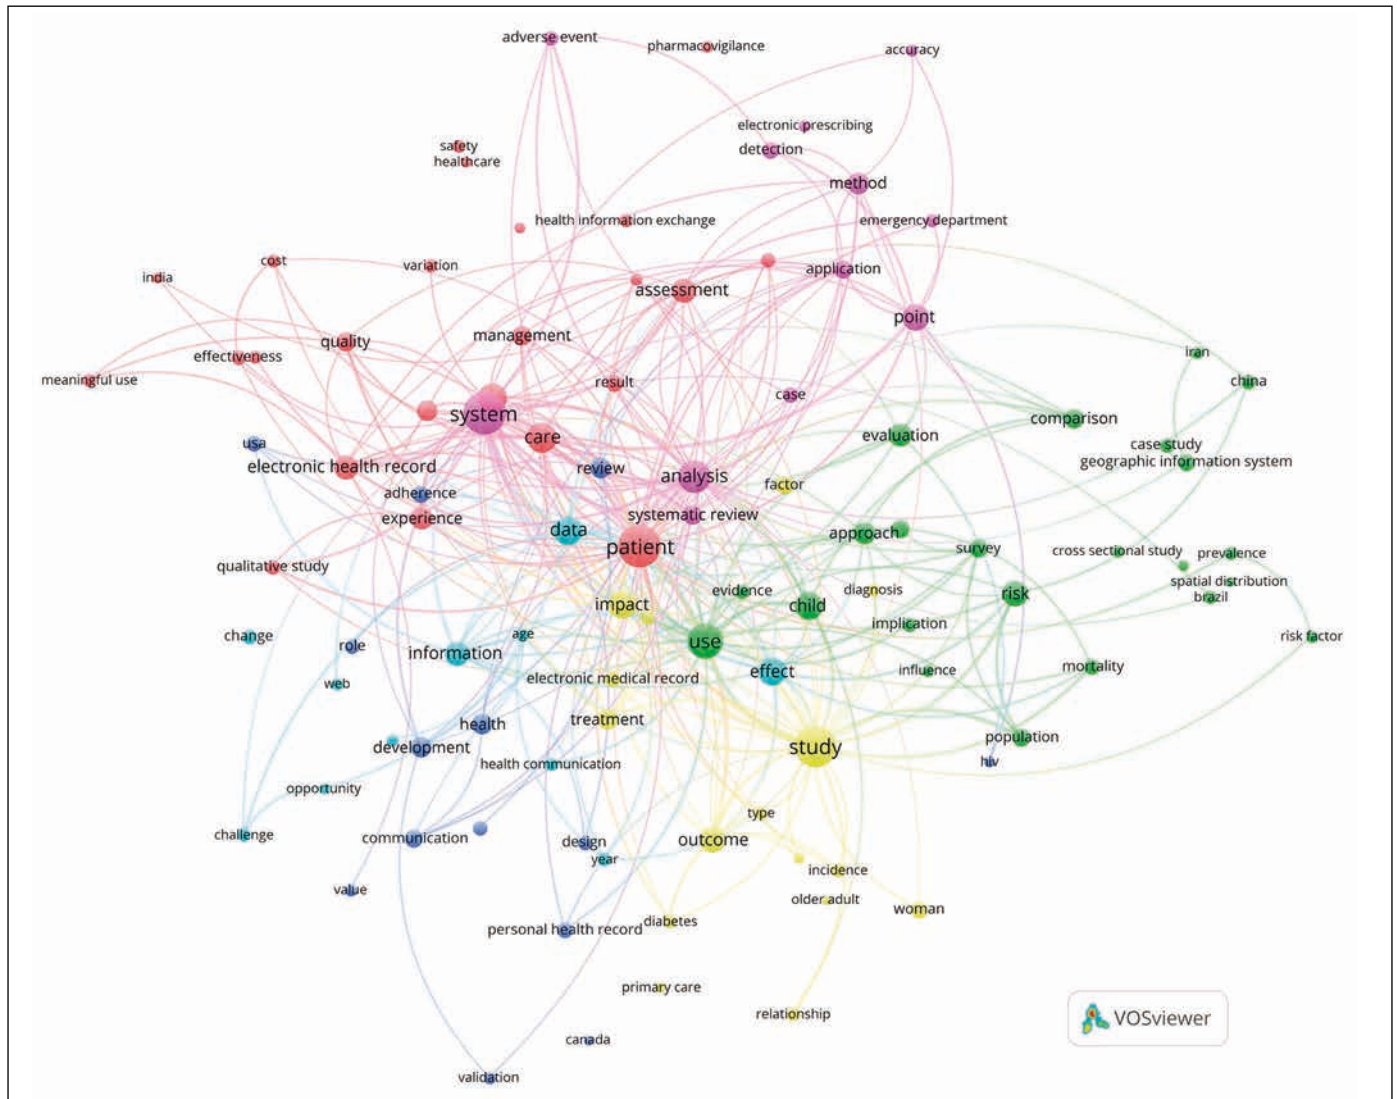 adverse event
pharmacovigilance
accuracy
electronic prescribing
safety
detection
healthcare
method
health information exchange
emergency department
cost
variation
application
india
assessment
point
management
quality
iran
effectiveness
meaningful use
result
china
case
system
comparison
care
evaluation
usa
case study
geographic information system
electronic health record
review
analysis
factor
adherence
experience
systematic review
data
approach
patient
survey
cross sectional study
prevalence
qualitative study
spatial distribution
evidence
diagnosis
risk
brazil
impact
child
implication
change
age
risk factor
role
information
use
effect
influence
mortality
web
electronic medical record
treatment
health
population
development
study
hiv
health communication
opportunity
type
challenge
communication
design
outcome
year
incidence
value
older adult
woman
personal health record
diabetes
primary care
relationship
VOSviewer
canada
validation